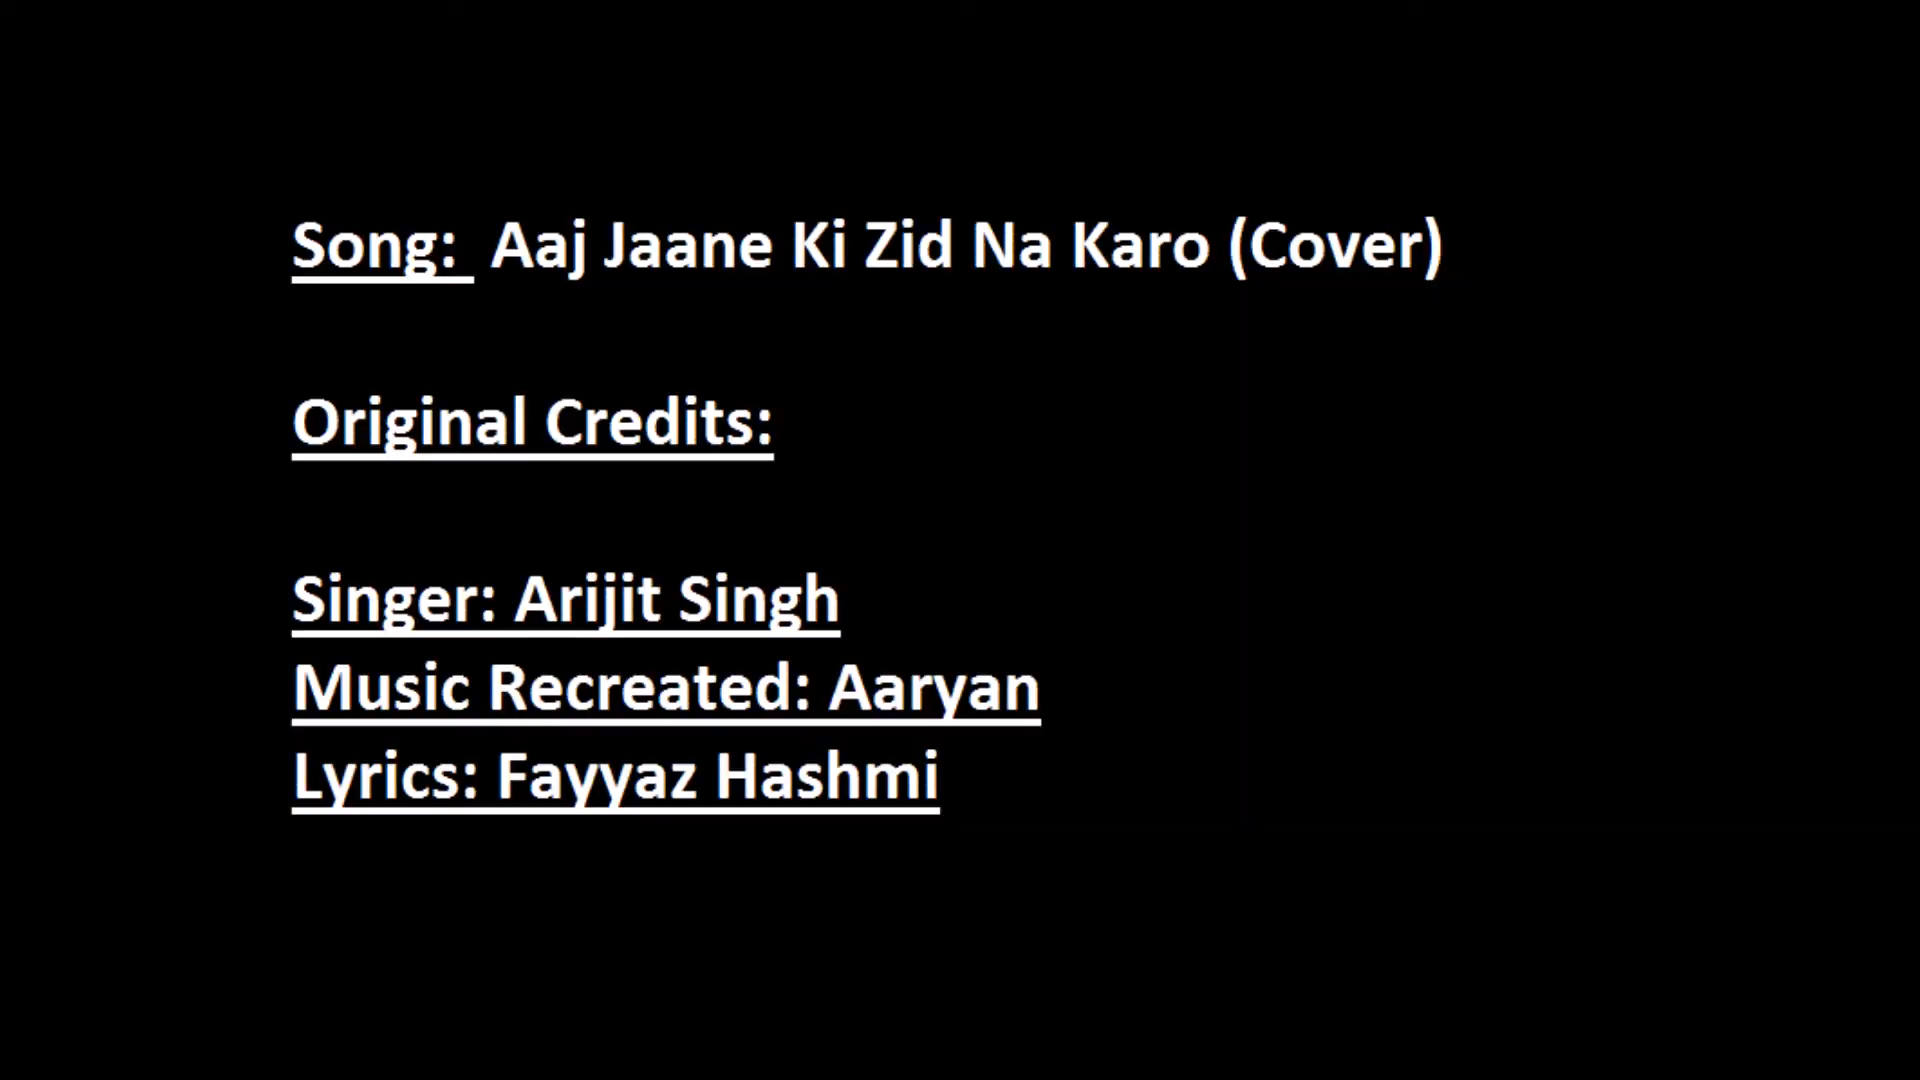 Song:  Aaj Jaane Ki Zid Na Karo (Cover)
Original Credits:
Singer: Arijit Singh
Music Recreated: Aaryan
Lyrics: Fayyaz Hashmi